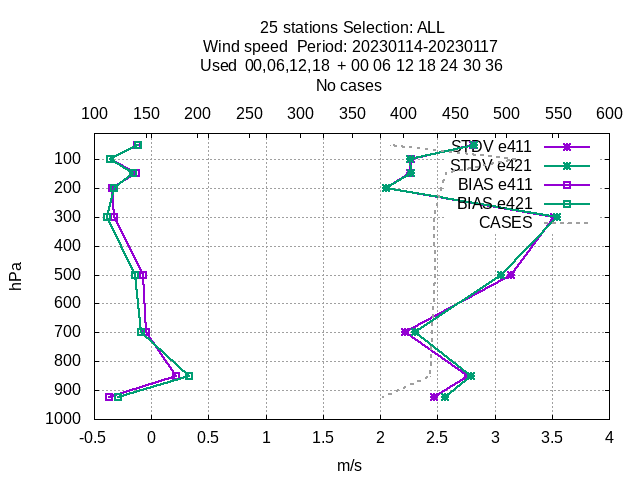 25 stations Selection: ALL
Wind speed  Period: 20230114-20230117
Used  00,06,12,18  + 00 06 12 18 24 30 36
No cases
100 150 200 250 300 350 400 450 500 550 600
STDV e411
STDV e421
BIAS e411
BIAS e421
CASES
hPa
100
200
300
400
500
600
700
800
900
1000
-0.5 0 0.5 1 1.5 2 2.5 3 3.5 4
m/s